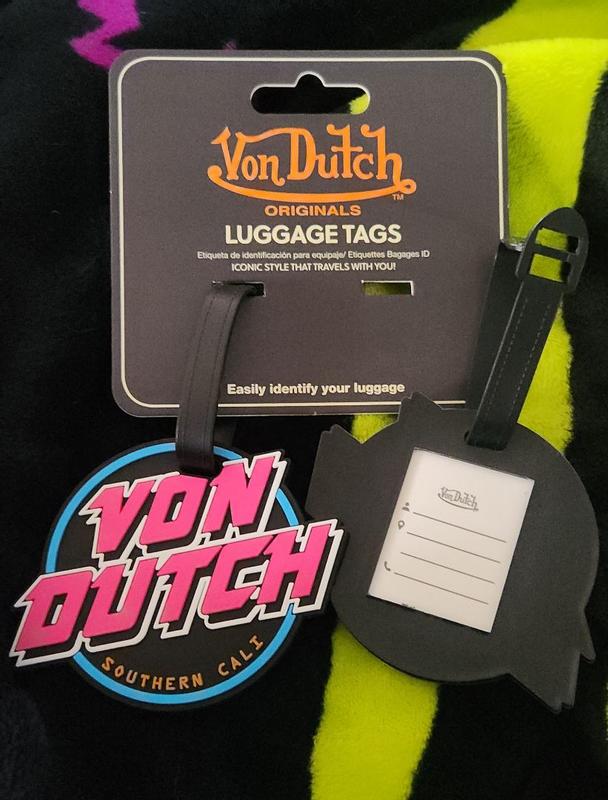 Von Dutch
TM
ORIGINALS
LUGGAGE TAGS
Etiqueta de identificación para equipaje/ Etiquettes Bagages ID
ICONIC STYLE THAT TRAVELS WITH YOU!
Easily identify your luggage
VON
DUTCH
SOUTHERN CALI
Von Dutch